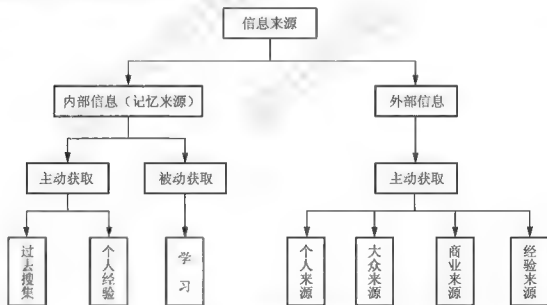 信息来源
内部信息（记忆来源）
外部信息
主动获取
被动获取
主动获取
过去搜集
个人经验
学习
个人来源
大众来源
商业来源
经验来源